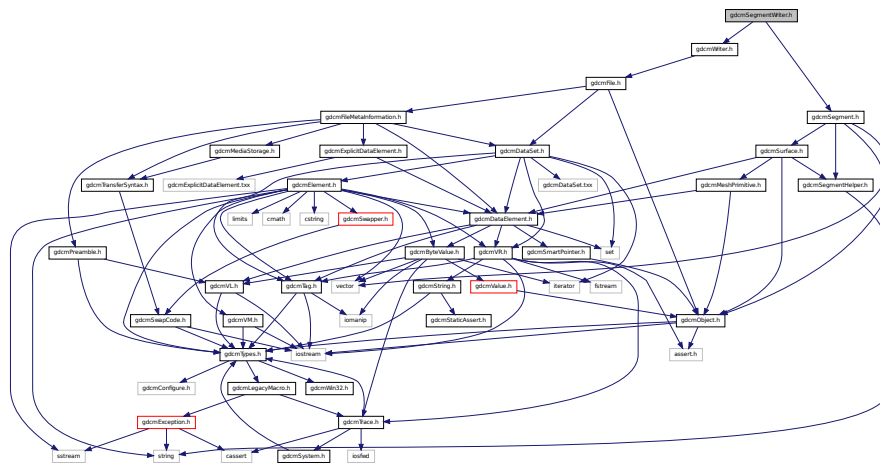 gdcmSegmentWriter.h
gdcmWriter.h
gdcmFile.h
gdcmFileMetaInformation.h
gdcmSegment.h
gdcmMediaStorage.h
gdcmExplicitDataElement.h
gdcmDataSet.h
gdcmSurface.h
gdcmTransferSyntax.h
gdcmExplicitDataElement.txx
gdcmElement.h
gdcmDataSet.txx
gdcmMeshPrimitive.h
gdcmSegmentHelper.h
limits
cmath
cstring
gdcmSwapper.h
gdcmDataElement.h
gdcmPreamble.h
gdcmByteValue.h
gdcmVR.h
gdcmSmartPointer.h
set
gdcmVL.h
gdcmTag.h
vector
gdcmString.h
gdcmValue.h
iterator
fstream
gdcmSwapCode.h
gdcmVM.h
iomanip
gdcmStaticAssert.h
gdcmObject.h
gdcmTypes.h
iostream
assert.h
gdcmConfigure.h
gdcmLegacyMacro.h
gdcmWin32.h
gdcmException.h
gdcmTrace.h
sstream
string
cassert
gdcmSystem.h
iosfwd